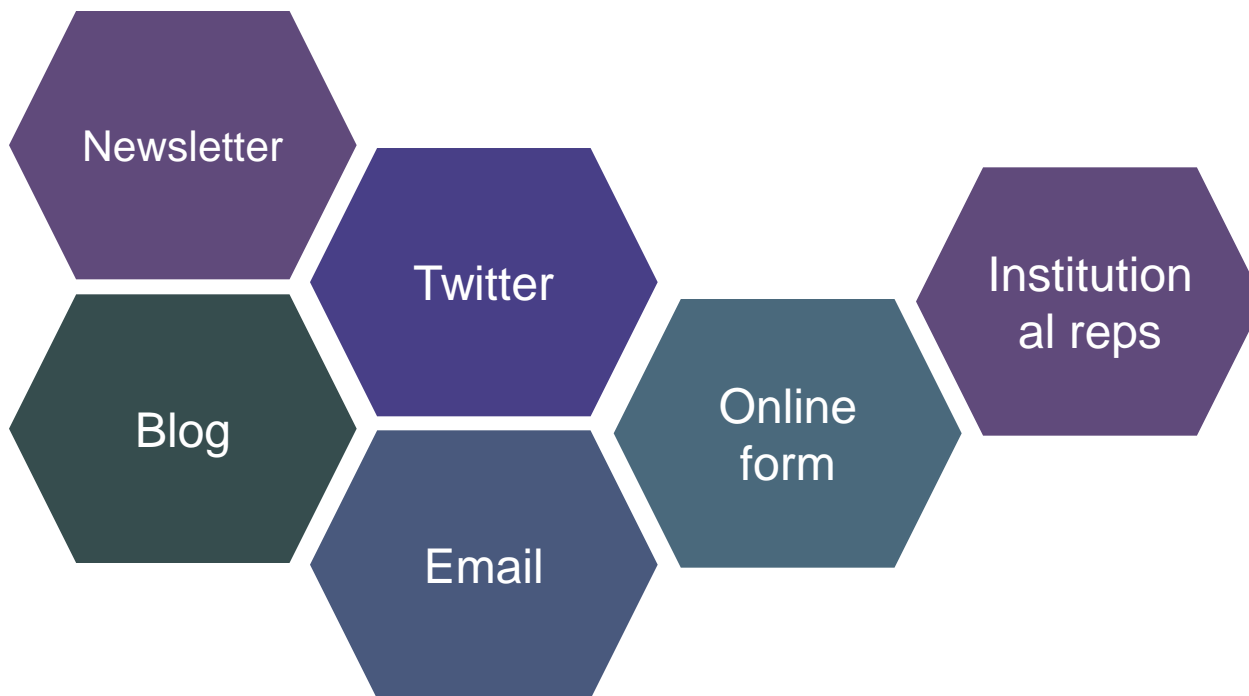 Newsletter
Twitter
Blog
Email
Online
form
Institution
al reps